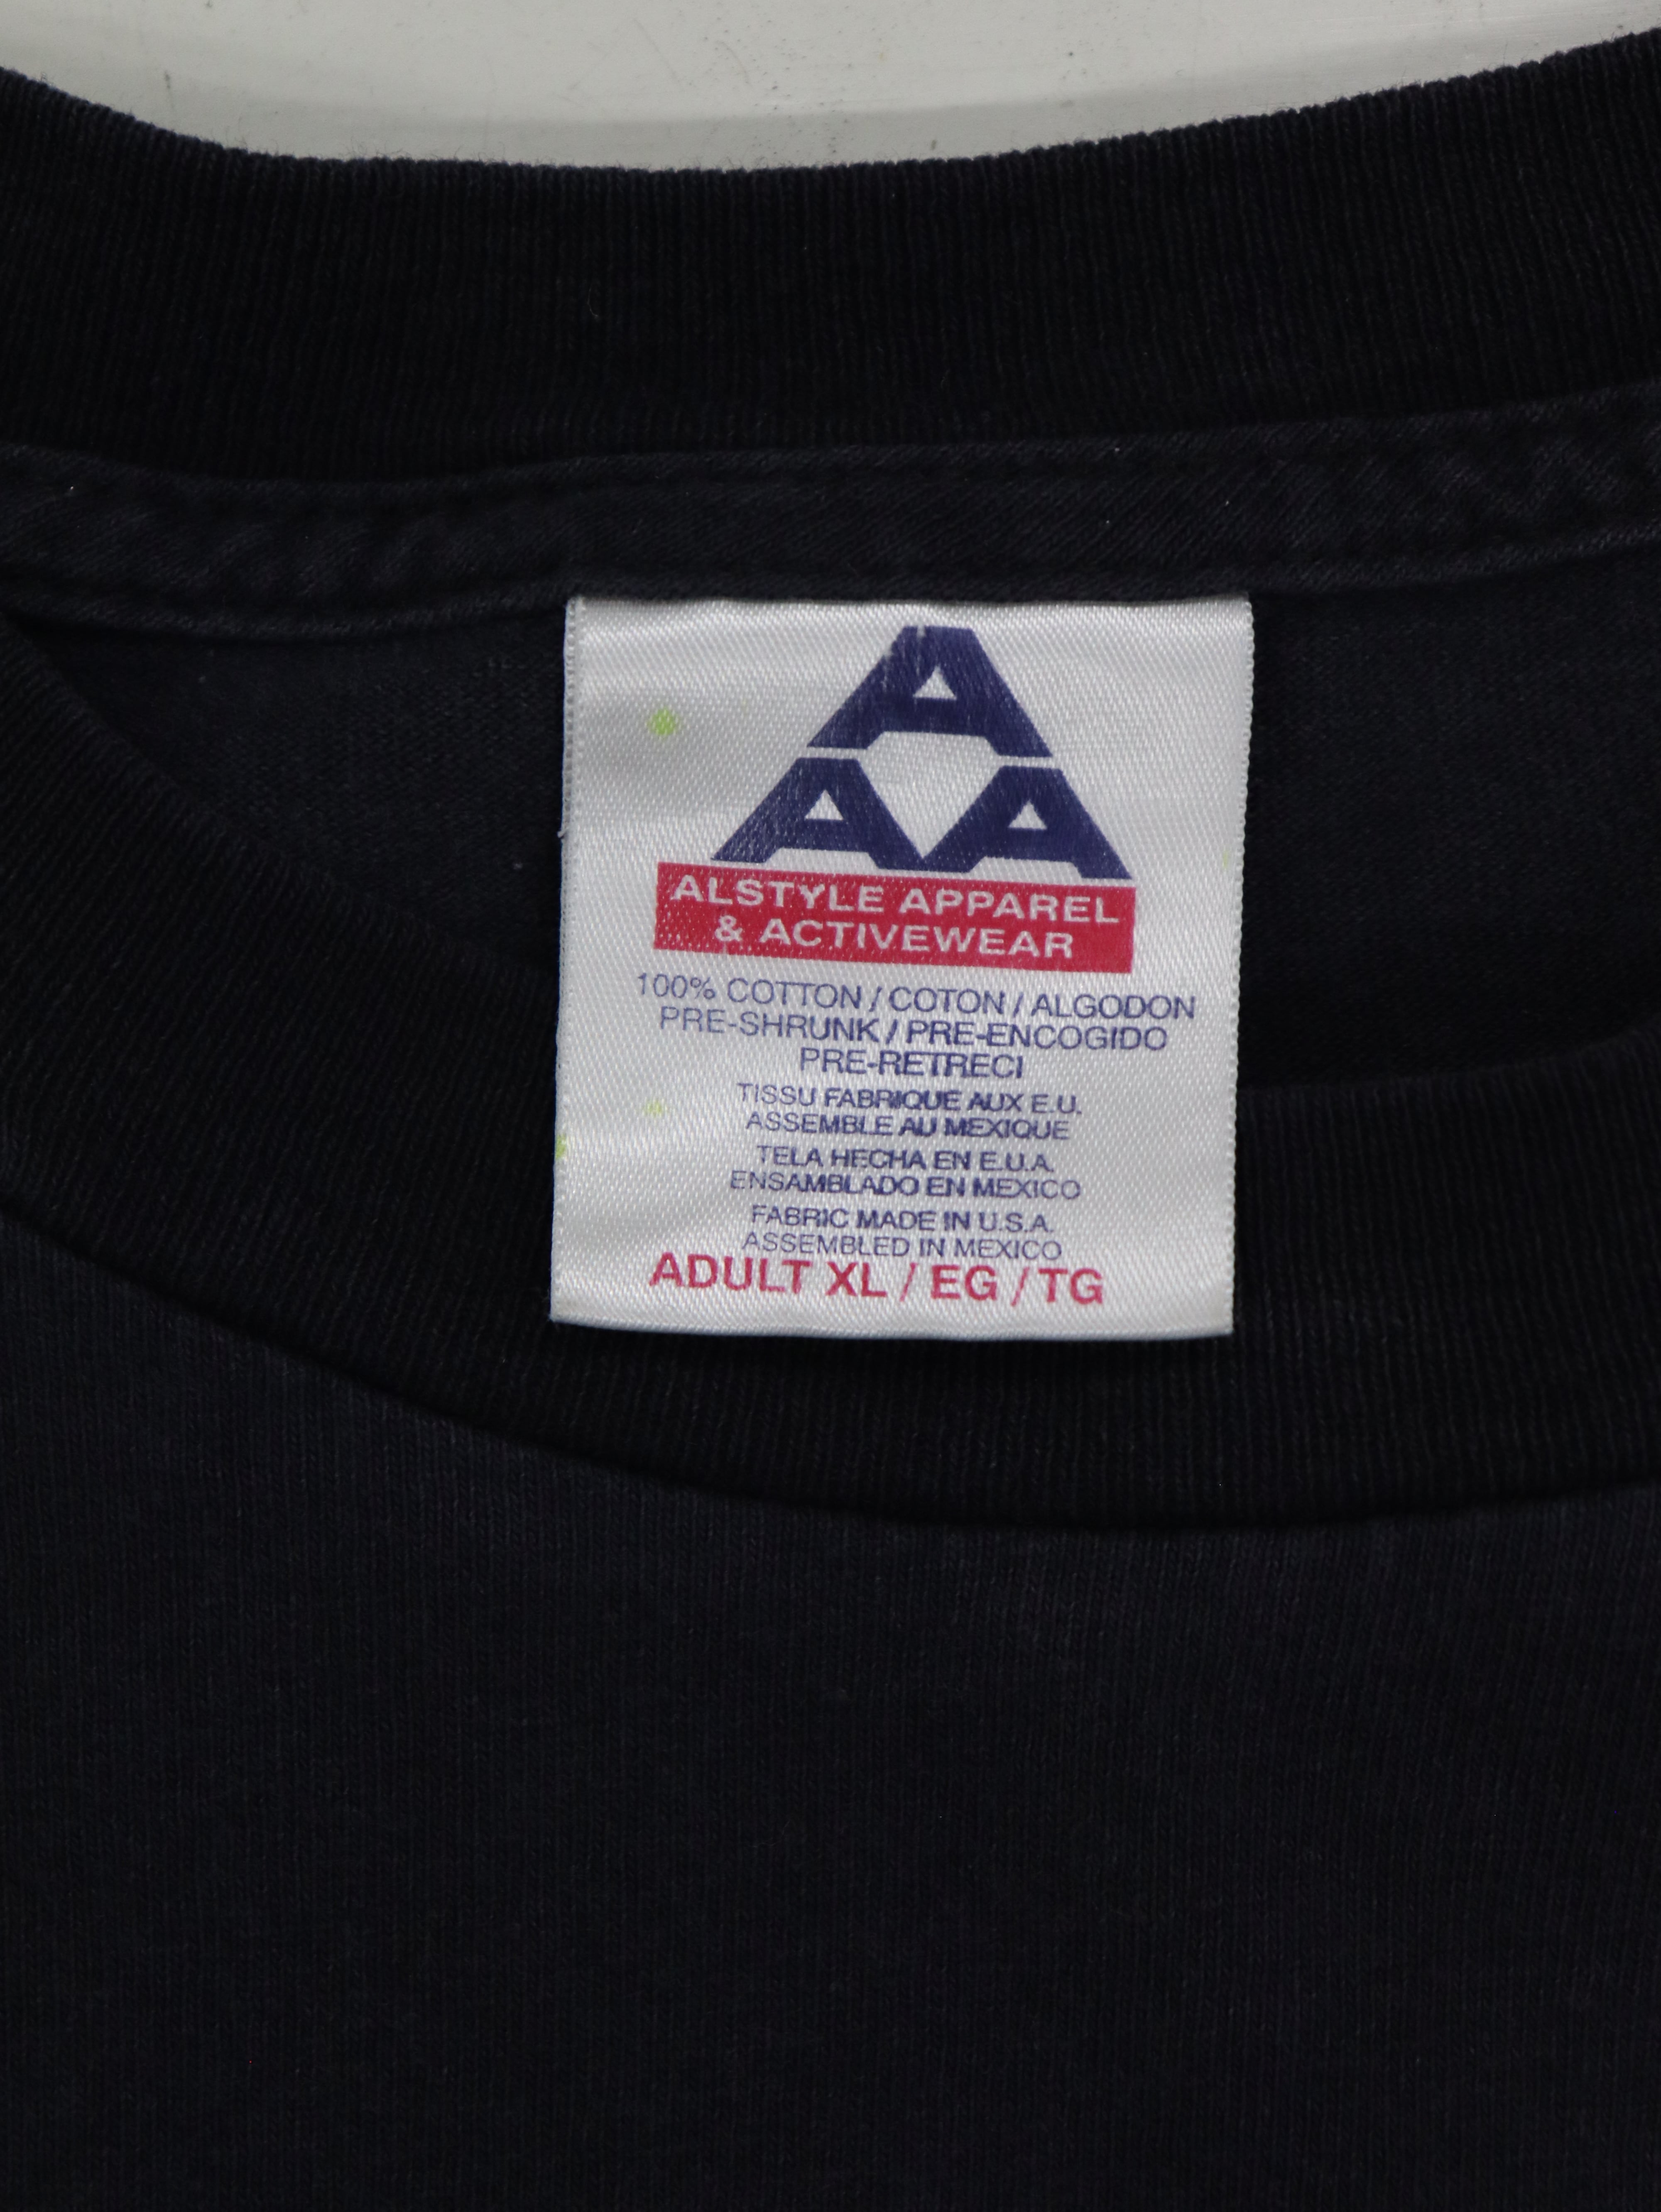 A
A A
ALSTYLE APPAREL
& ACTIVEWEAR
100% COTTON / COTON / ALGODON
PRE-SHRUNK / PRE-ENCOGIDO
PRE-RETRECI
TISSU FABRIQUE AUX E.U.
ASSEMBLE AU MEXIQUE
TELA HECHA EN E.U.A.
ENSAMBLADO EN MEXICO
FABRIC MADE IN U.S.A.
ASSEMBLED IN MEXICO
ADULT XL / EG / TG